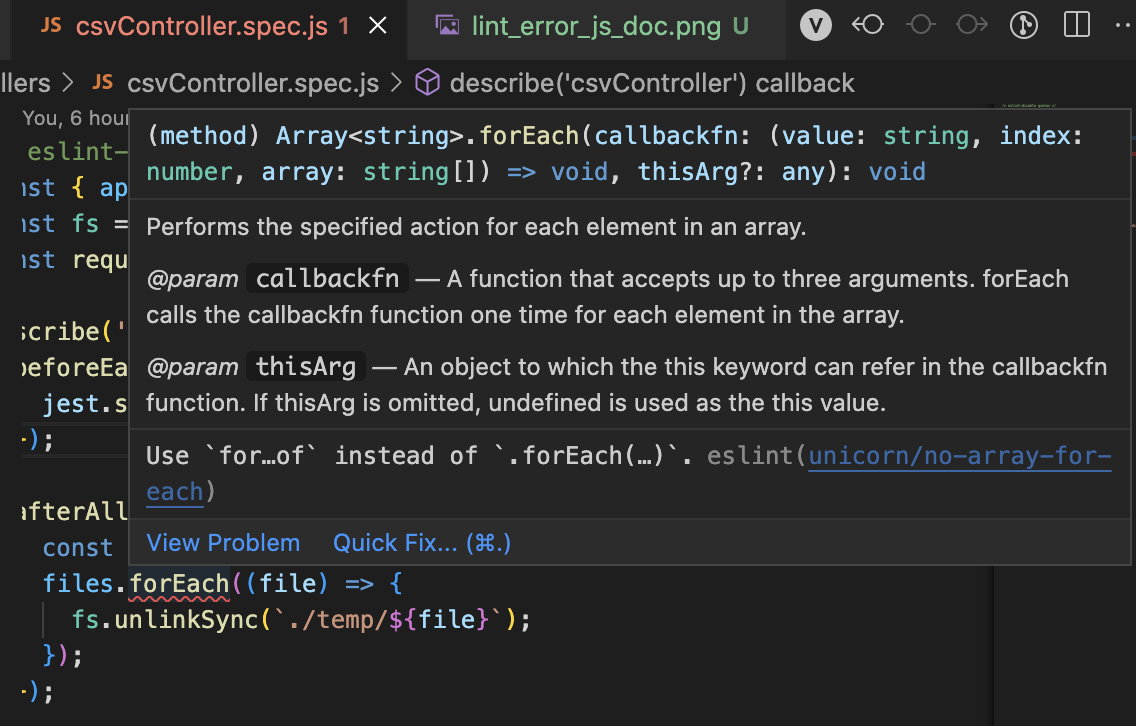 JS csvController.spec.js 1 × lint_error_js_doc.png U V
llers > JS csvController.spec.js > describe('csvController') callback
You, 6 hour
(method) Array<string>.forEach(callbackfn: (value: string, index:
eslint-
number, array: string[]) => void, thisArg?: any): void
nst { ap
nst fs =
Performs the specified action for each element in an array.
nst requ
@param callbackfn — A function that accepts up to three arguments. forEach
calls the callbackfn function one time for each element in the array.
scribe('
beforeEa
@param thisArg — An object to which the this keyword can refer in the callbackfn
jest.s
function. If thisArg is omitted, undefined is used as the this value.
});
Use `for…of` instead of `.forEach(…)`. eslint(unicorn/no-array-for-
each)
afterAll
const
View Problem Quick Fix... (⌘.)
files.forEach((file) => {
fs.unlinkSync(`./temp/${file}`);
});
});